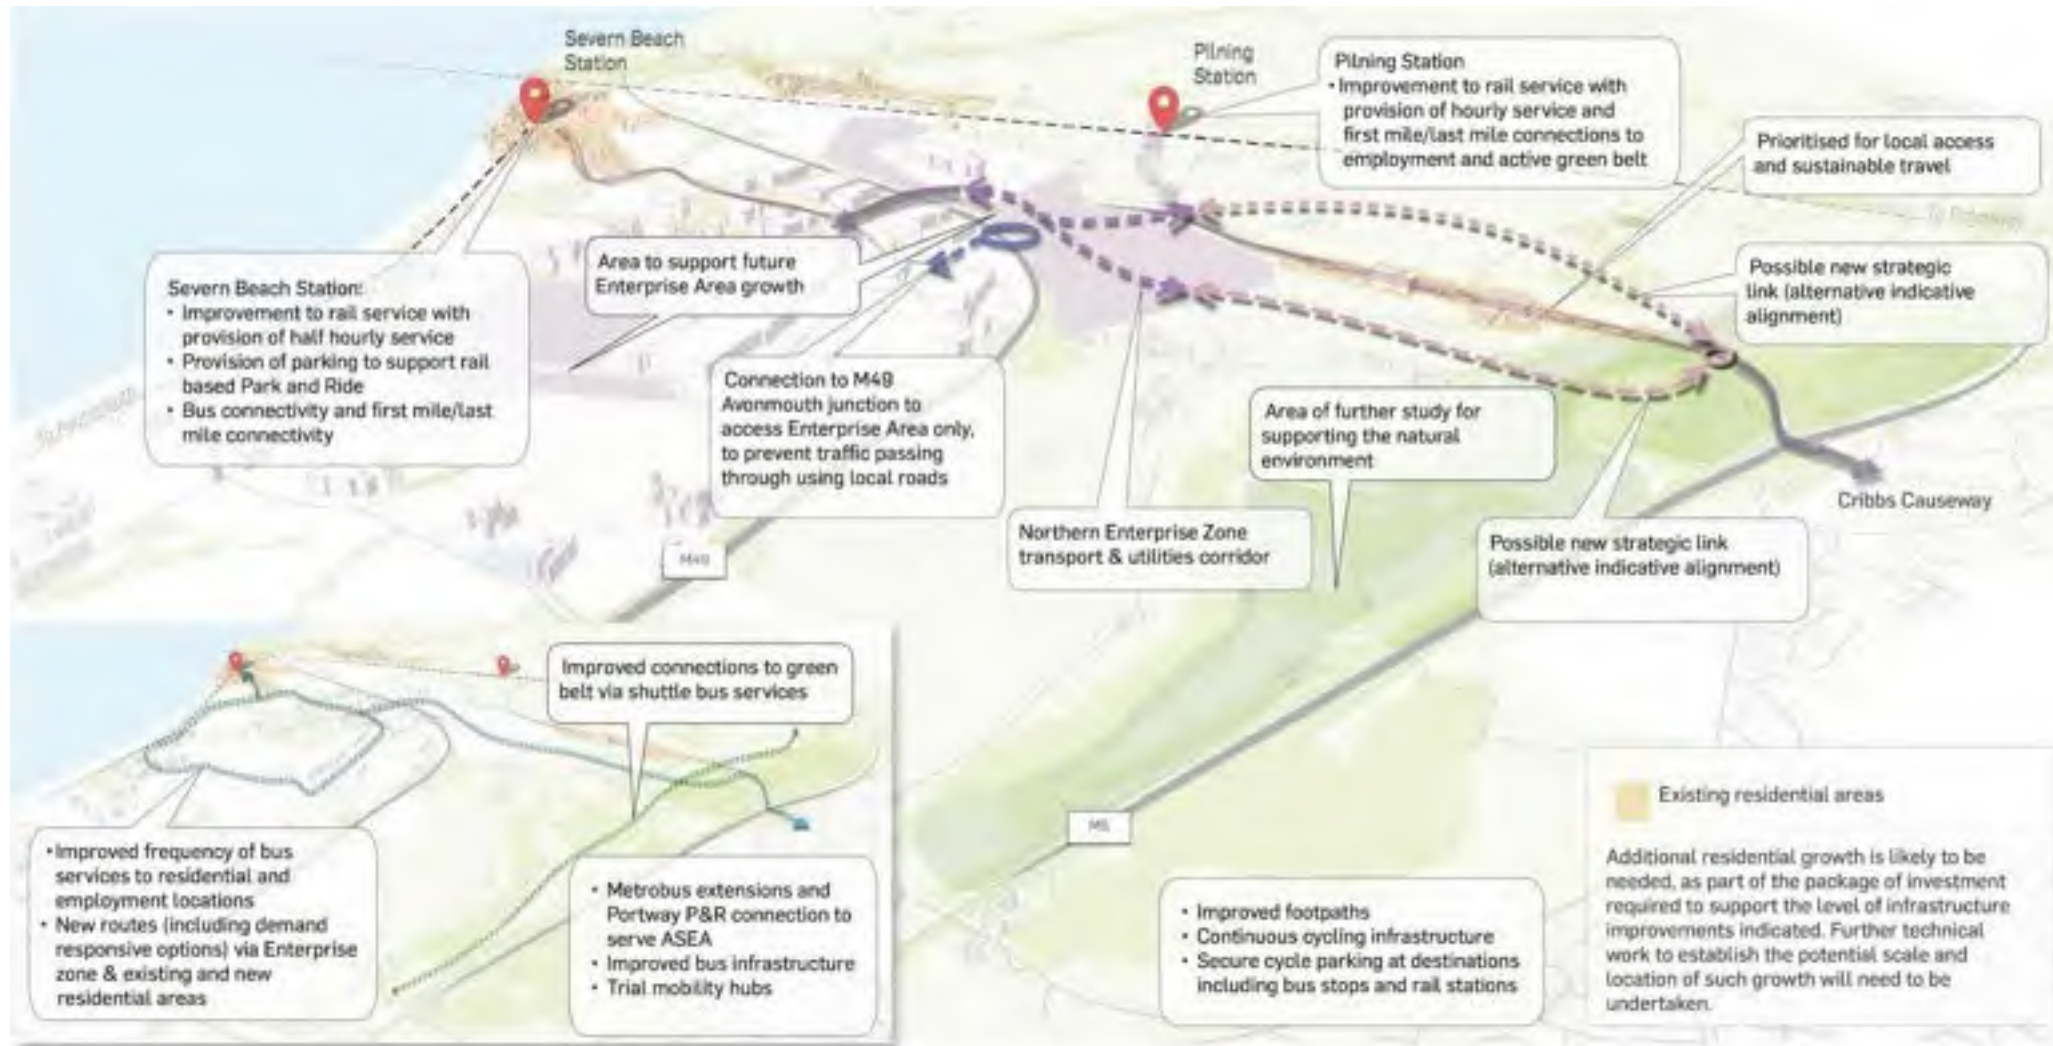 Severn Beach
Station
Pilning
Station
Pilning Station
• Improvement to rail service with
provision of hourly service and
first mile/last mile connections to
employment and active green belt
Prioritised for local access
and sustainable travel
Possible new strategic
link (alternative indicative
alignment)
Area to support future
Enterprise Area growth
Severn Beach Station:
• Improvement to rail service with
provision of half hourly service
• Provision of parking to support rail
based Park and Ride
• Bus connectivity and first mile/last
mile connectivity
Connection to M49
Avonmouth junction to
access Enterprise Area only,
to prevent traffic passing
through using local roads
Area of further study for
supporting the natural
environment
Cribbs Causeway
Northern Enterprise Zone
transport & utilities corridor
Possible new strategic link
(alternative indicative alignment)
M49
Improved connections to green
belt via shuttle bus services
M5
• Improved frequency of bus
services to residential and
employment locations
• New routes (including demand
responsive options) via Enterprise
zone & existing and new
residential areas
• Metrobus extensions and
Portway P&R connection to
serve ASEA
• Improved bus infrastructure
• Trial mobility hubs
• Improved footpaths
• Continuous cycling infrastructure
• Secure cycle parking at destinations
including bus stops and rail stations
Existing residential areas
Additional residential growth is likely to be
needed, as part of the package of investment
required to support the level of infrastructure
improvements indicated. Further technical
work to establish the potential scale and
location of such growth will need to be
undertaken.